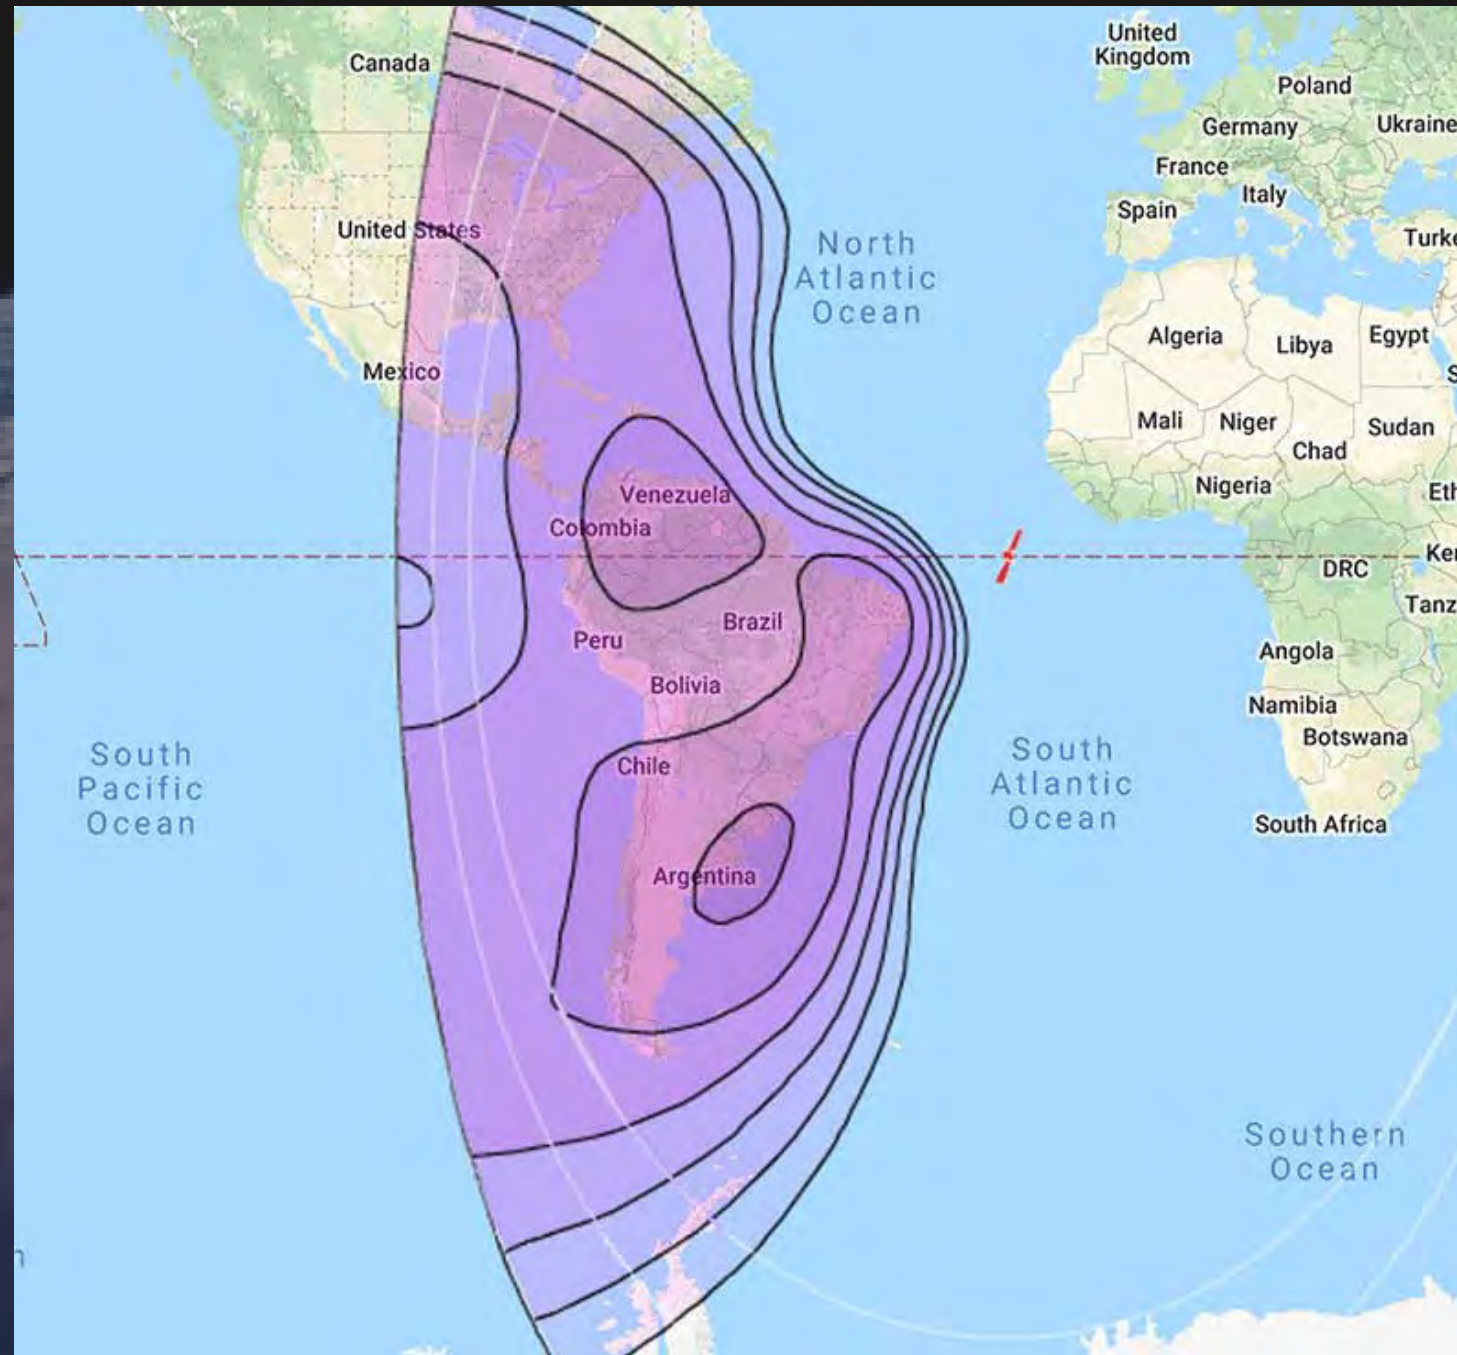 United
Kingdom
Canada
Poland
Germany
Ukraine
France
Italy
Spain
Turke
United States
North
Atlantic
Ocean
Algeria
Libya
Egypt
S
Mexico
Mali
Niger
Sudan
Chad
Nigeria
Eth
Venezuela
Colombia
Ken
DRC
Tanz
Brazil
Peru
Angola
Bolivia
Namibia
Botswana
South
Pacific
Ocean
South
Atlantic
Ocean
Chile
South Africa
Argentina
Southern
Ocean
n